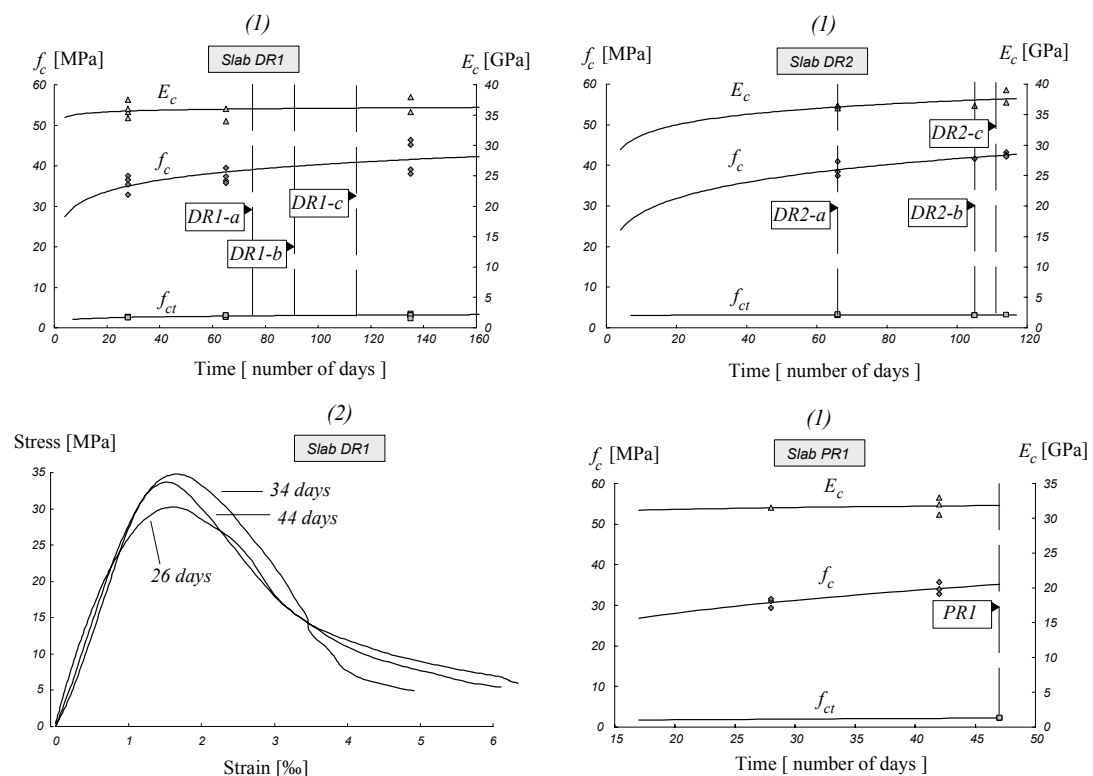 (1)
f_c [MPa]
Slab DR1
E_c [GPa]
60
50
40
30
20
10
0
40
35
30
25
20
15
10
5
0
E_c
f_c
DR1-a
DR1-b
DR1-c
f_ct
0 20 40 60 80 100 120 140 160
Time [ number of days ]
(1)
f_c [MPa]
Slab DR2
E_c [GPa]
60
50
40
30
20
10
0
40
35
30
25
20
15
10
5
0
E_c
DR2-c
f_c
DR2-a
DR2-b
f_ct
0 20 40 60 80 100 120
Time [ number of days ]
(2)
Stress [MPa]
Slab DR1
35
30
25
20
15
10
5
0
34 days
44 days
26 days
0 1 2 3 4 5 6
Strain [‰]
(1)
f_c [MPa]
Slab PR1
E_c [GPa]
60
50
40
30
20
10
0
35
30
25
20
15
10
5
0
E_c
f_c
PR1
f_ct
15 20 25 30 35 40 45 50
Time [ number of days ]